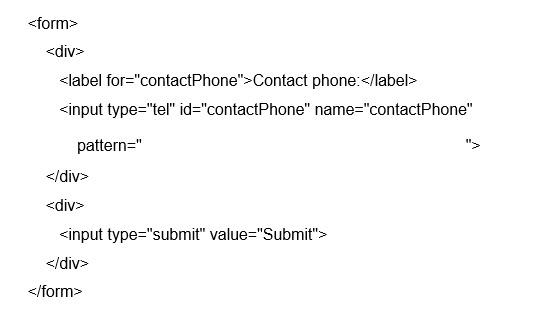 <form>
<div>
<label for="contactPhone">Contact phone:</label>
<input type="tel" id="contactPhone" name="contactPhone"
pattern=" ">
</div>
<div>
<input type="submit" value="Submit">
</div>
</form>